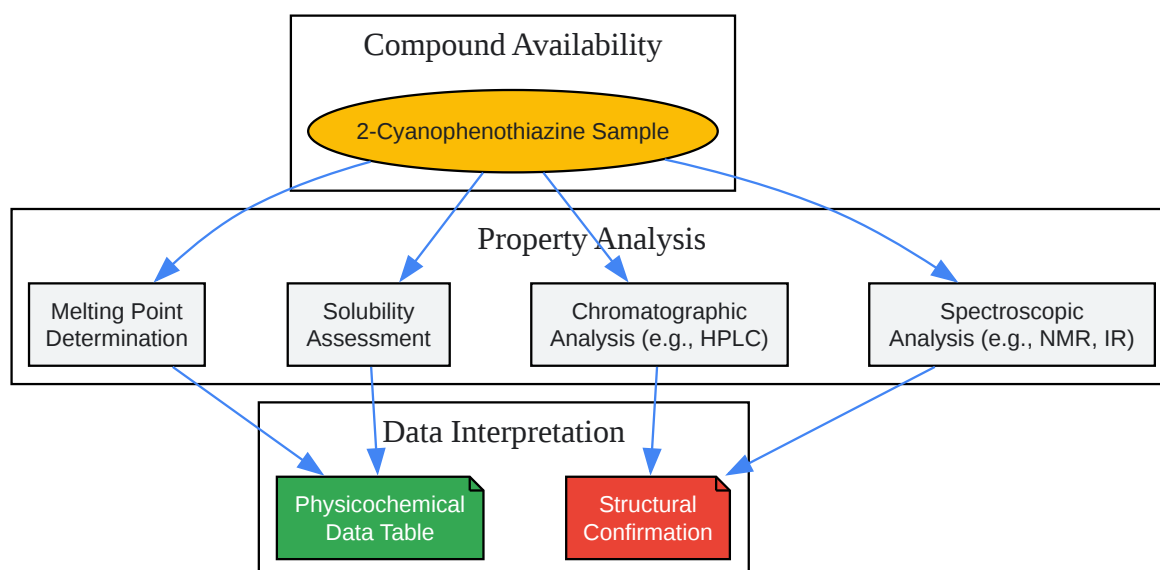 Compound Availability
2-Cyanophenothiazine Sample
Property Analysis
Melting Point
Determination
Solubility
Assessment
Chromatographic
Analysis (e.g., HPLC)
Spectroscopic
Analysis (e.g., NMR, IR)
Data Interpretation
Physicochemical
Data Table
Structural
Confirmation